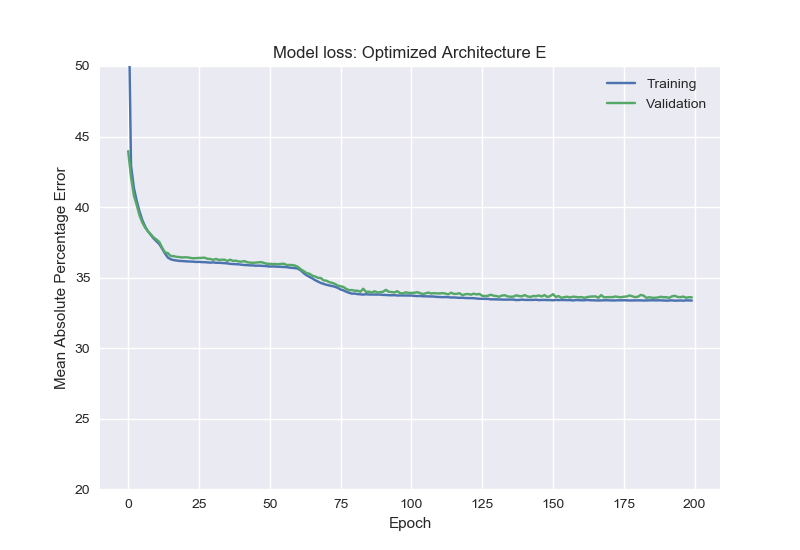 Model loss: Optimized Architecture E
Training
Validation
50
45
40
35
30
25
20
Mean Absolute Percentage Error
0 25 50 75 100 125 150 175 200
Epoch